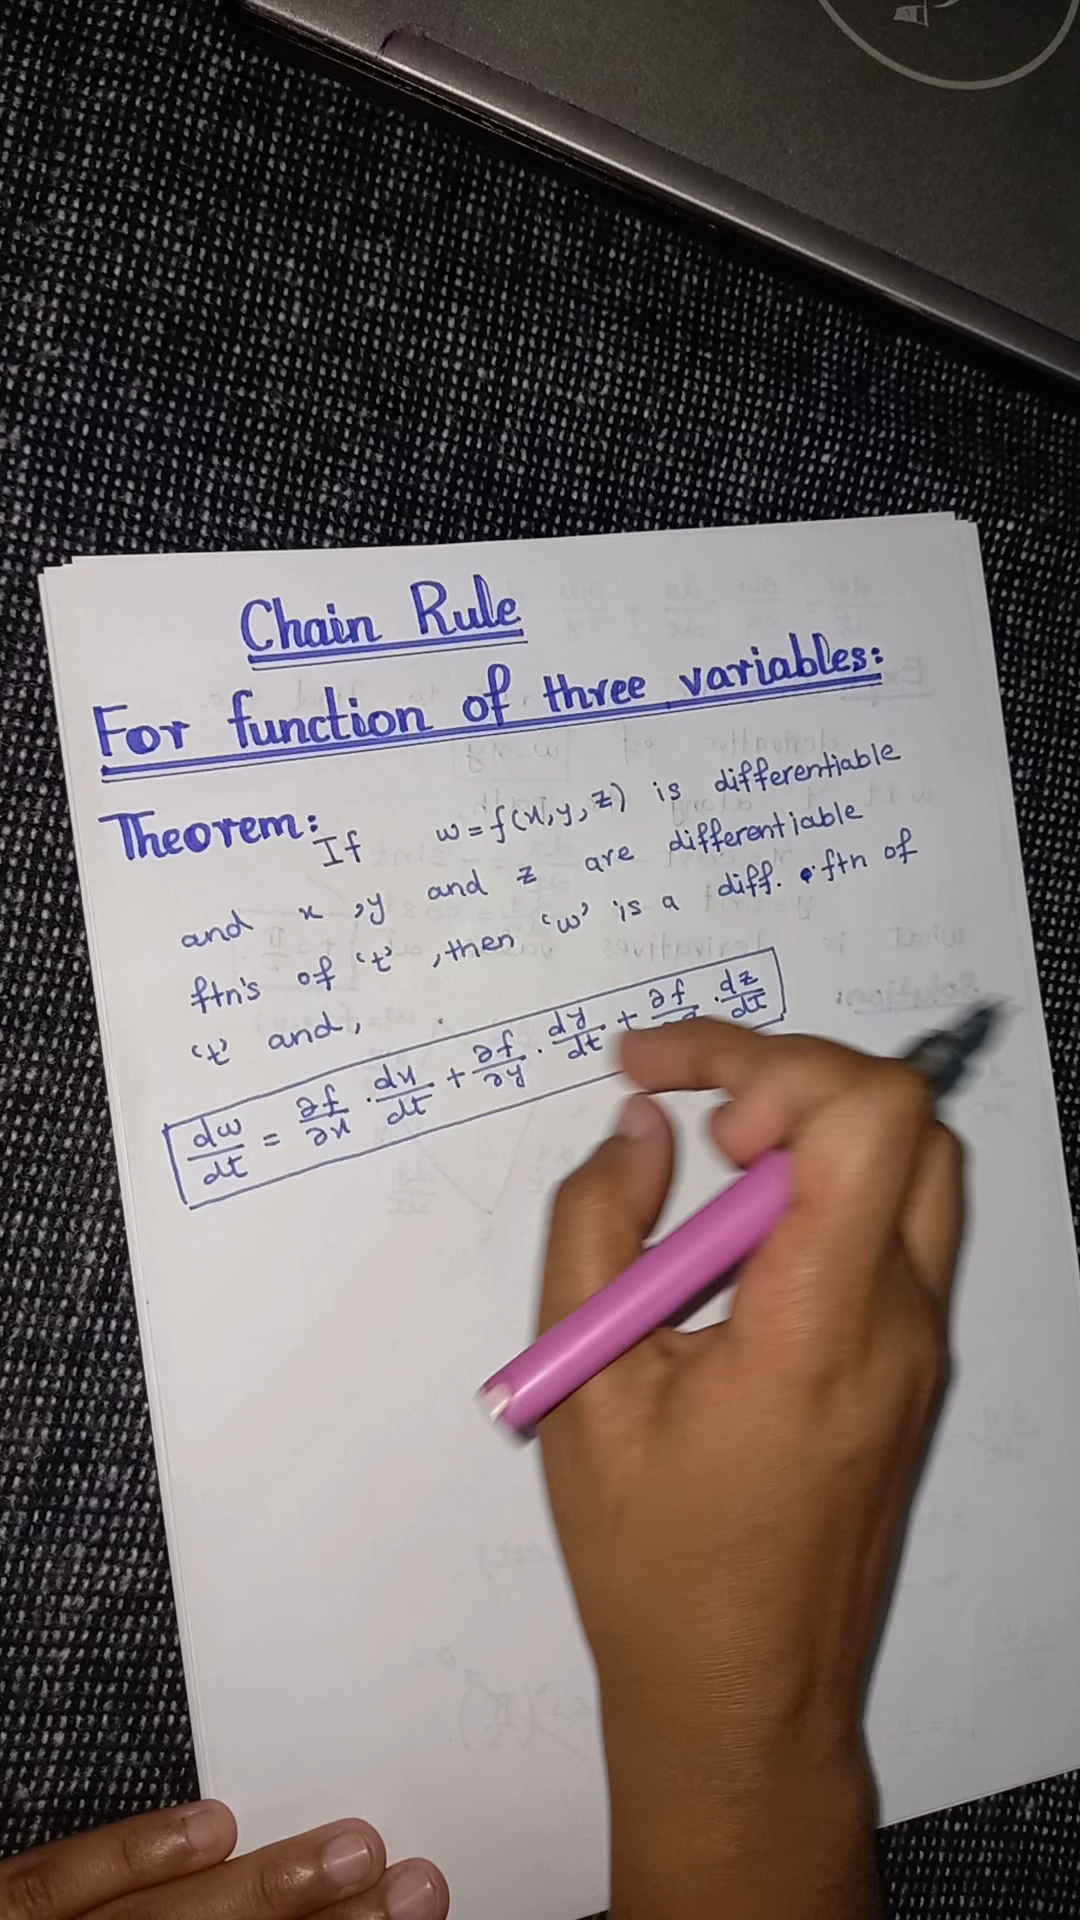 Chain Rule
For function of three variables:
Theorem: If w = f(x, y, z) is differentiable
and x, y and z are differentiable
ftn's of 't', then 'w' is a diff. ftn of
't' and,
dw/dt = ∂f/∂x · dx/dt + ∂f/∂y · dy/dt + ∂f/ · dz/dt